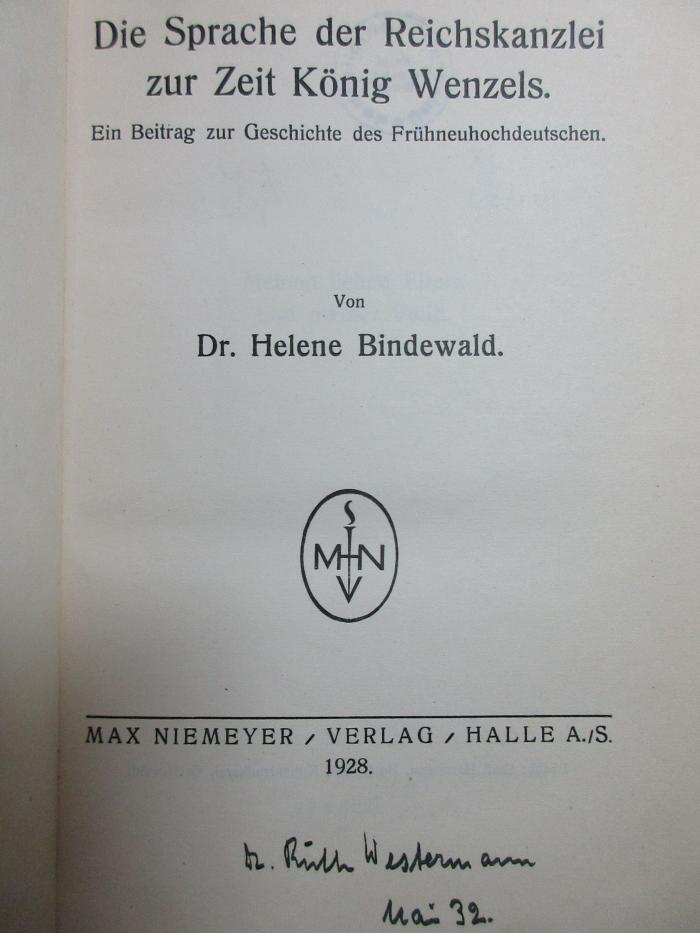 Die Sprache der Reichskanzlei
zur Zeit König Wenzels.
Ein Beitrag zur Geschichte des Frühneuhochdeutschen.
Von
Dr. Helene Bindewald.
M N
V
MAX NIEMEYER / VERLAG / HALLE A./S.
1928.
Dr. Ruth Westermann
Mai 32.